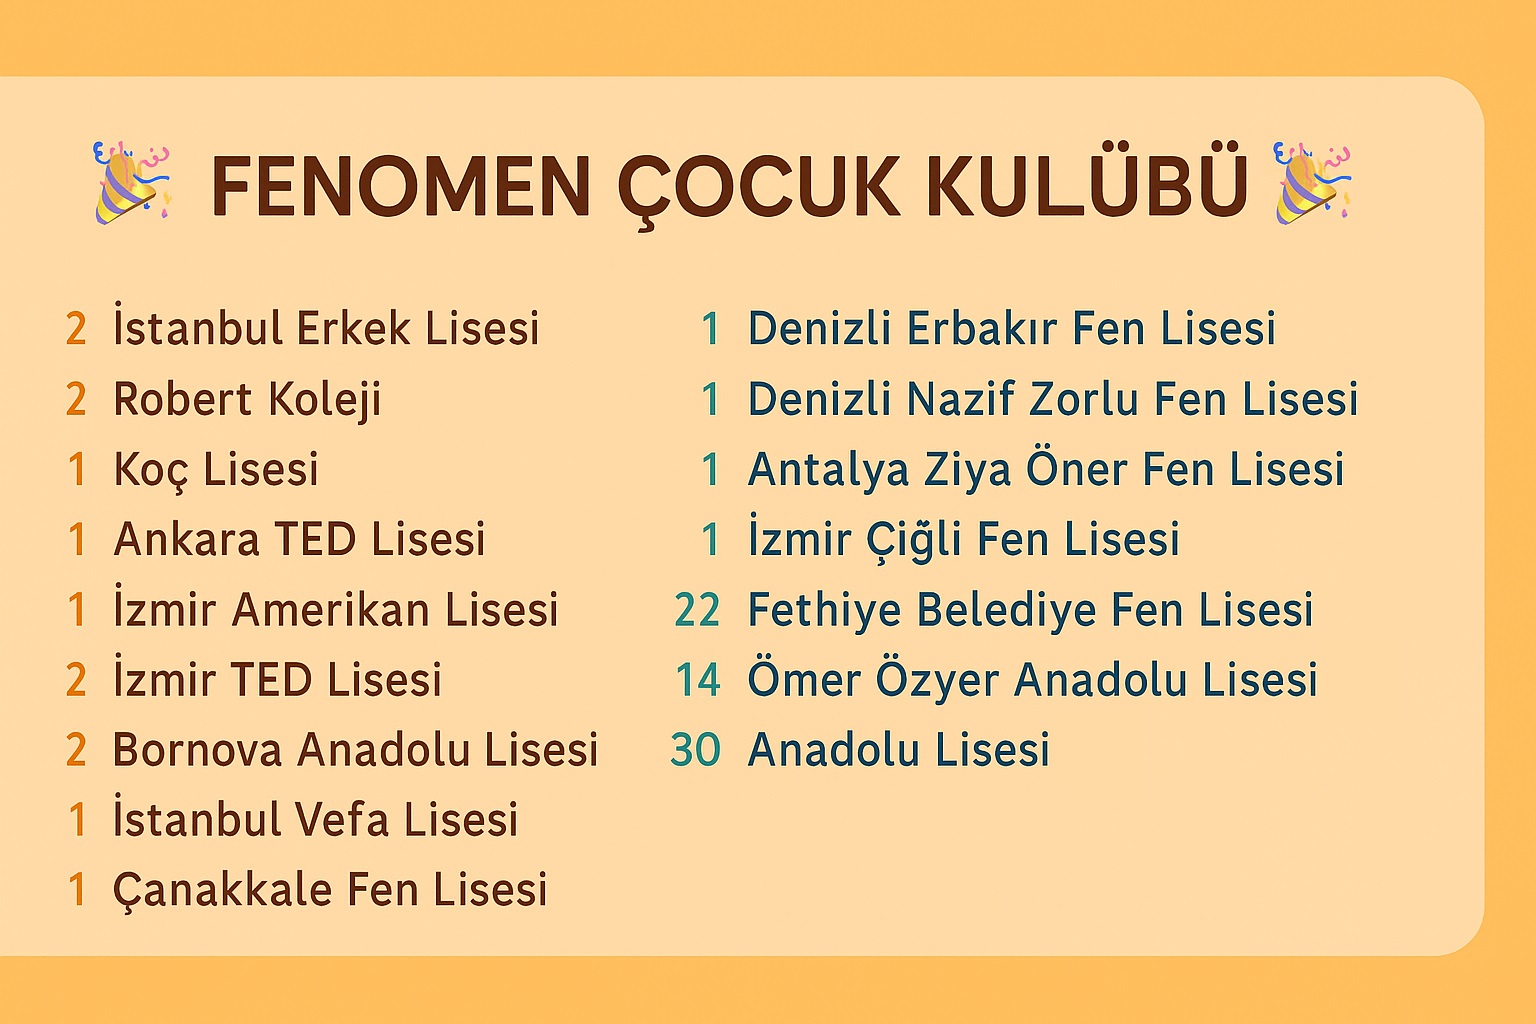 FENOMEN ÇOCUK KULÜBÜ
2 İstanbul Erkek Lisesi
2 Robert Koleji
1 Koç Lisesi
1 Ankara TED Lisesi
1 İzmir Amerikan Lisesi
2 İzmir TED Lisesi
2 Bornova Anadolu Lisesi
1 İstanbul Vefa Lisesi
1 Çanakkale Fen Lisesi
1 Denizli Erbakır Fen Lisesi
1 Denizli Nazif Zorlu Fen Lisesi
1 Antalya Ziya Öner Fen Lisesi
1 İzmir Çiğli Fen Lisesi
22 Fethiye Belediye Fen Lisesi
14 Ömer Özyer Anadolu Lisesi
30 Anadolu Lisesi